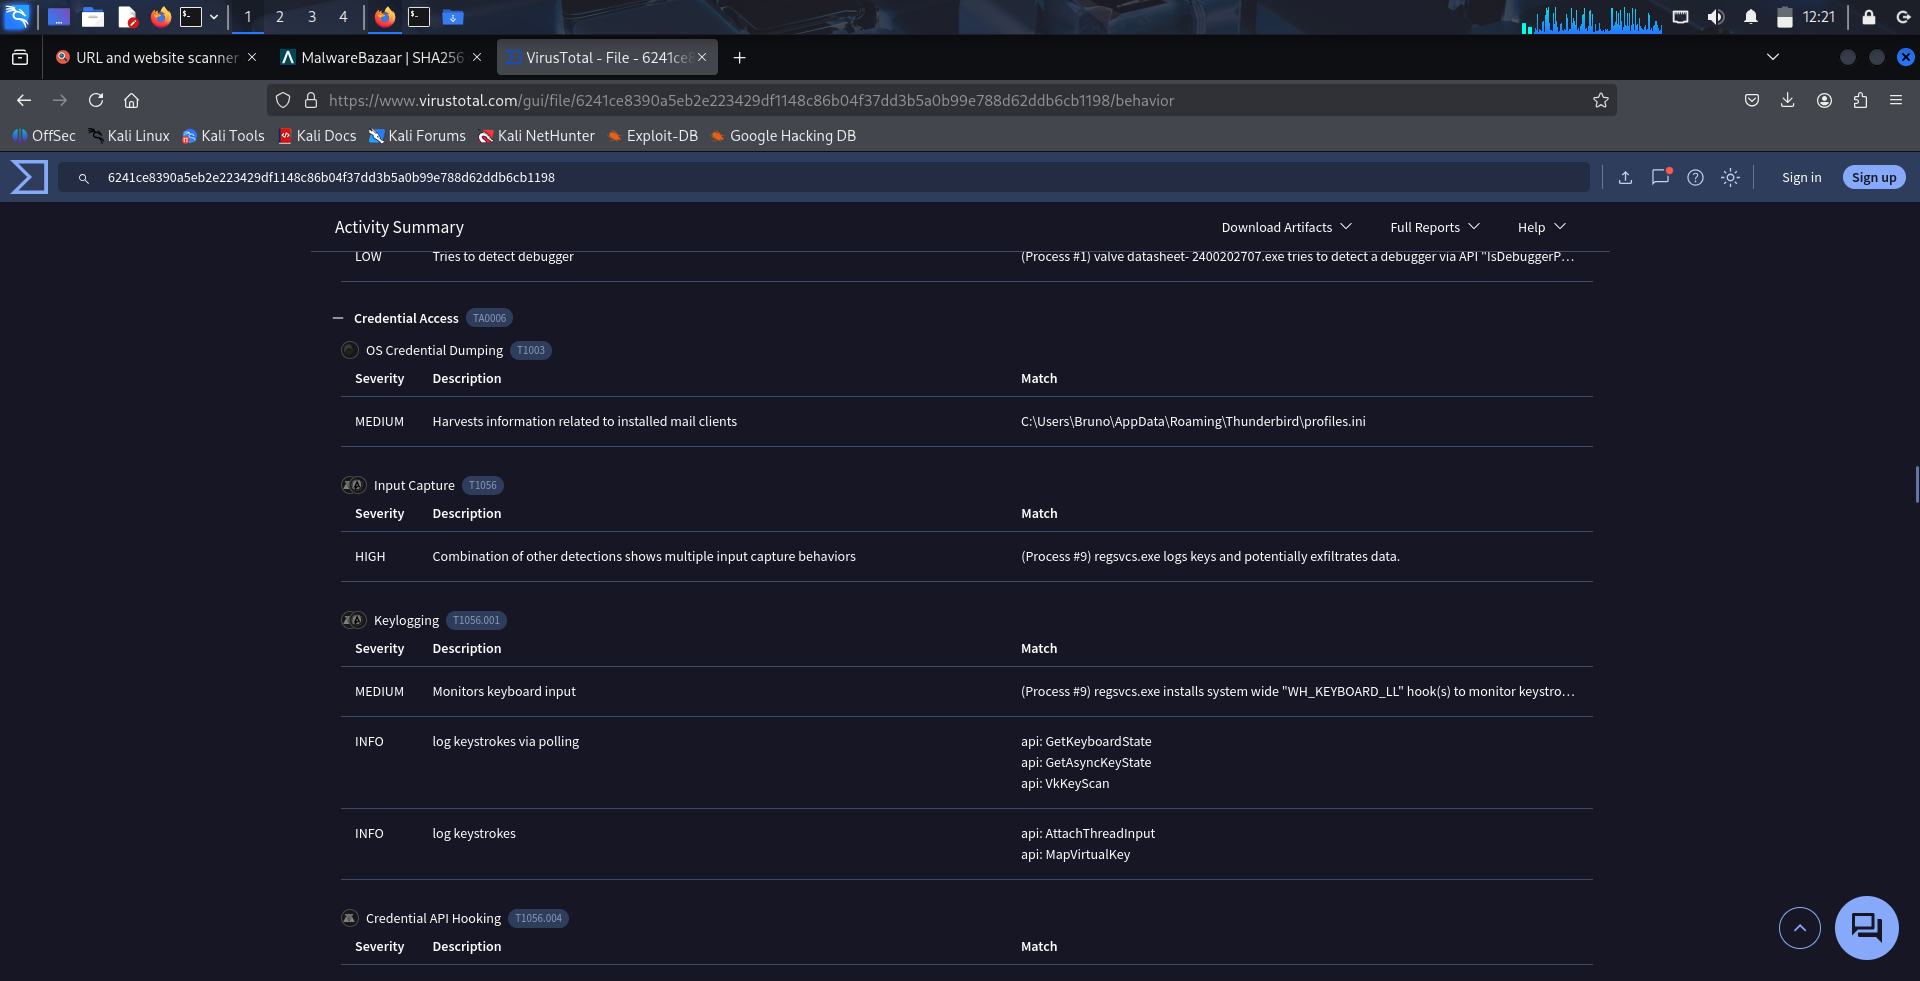 1
2
3
4
12:21
URL and website scanner
MalwareBazaar | SHA256
VirusTotal - File - 6241ce8
https://www.virustotal.com/gui/file/6241ce8390a5eb2e223429df1148c86b04f37dd3b5a0b99e788d62ddb6cb1198/behavior
OffSec
Kali Linux
Kali Tools
Kali Docs
Kali Forums
Kali NetHunter
Exploit-DB
Google Hacking DB
6241ce8390a5eb2e223429df1148c86b04f37dd3b5a0b99e788d62ddb6cb1198
Sign in
Sign up
Activity Summary
Download Artifacts
Full Reports
Help
LOW Tries to detect debugger (Process #1) valve datasheet- 2400202707.exe tries to detect a debugger via API "IsDebuggerP…
Credential Access TA0006
OS Credential Dumping T1003
Severity Description Match
MEDIUM Harvests information related to installed mail clients C:\Users\Bruno\AppData\Roaming\Thunderbird\profiles.ini
Input Capture T1056
Severity Description Match
HIGH Combination of other detections shows multiple input capture behaviors (Process #9) regsvcs.exe logs keys and potentially exfiltrates data.
Keylogging T1056.001
Severity Description Match
MEDIUM Monitors keyboard input (Process #9) regsvcs.exe installs system wide "WH_KEYBOARD_LL" hook(s) to monitor keystro…
INFO log keystrokes via polling api: GetKeyboardState
api: GetAsyncKeyState
api: VkKeyScan
INFO log keystrokes api: AttachThreadInput
api: MapVirtualKey
Credential API Hooking T1056.004
Severity Description Match